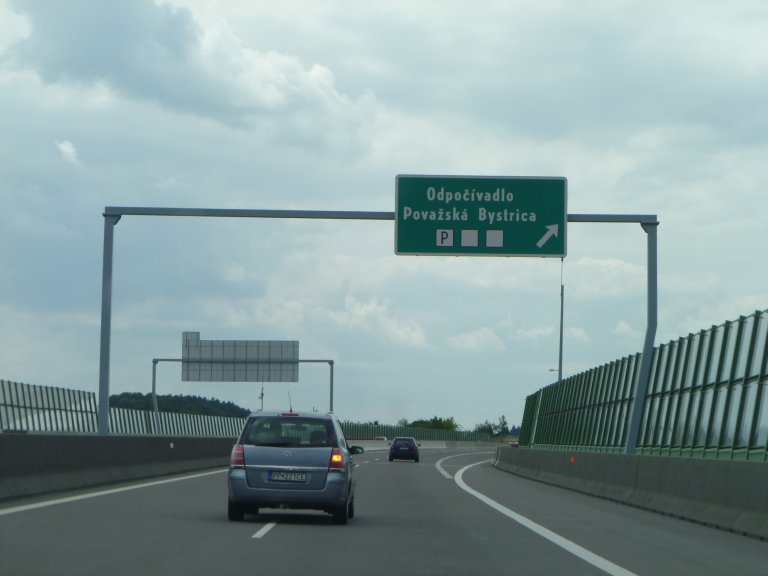 Odpočívadlo
Považská Bystrica
P